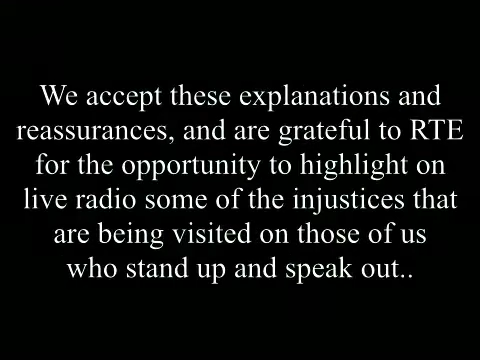 We accept these explanations and
reassurances, and are grateful to RTE
for the opportunity to highlight on
live radio some of the injustices that
are being visited on those of us
who stand up and speak out..